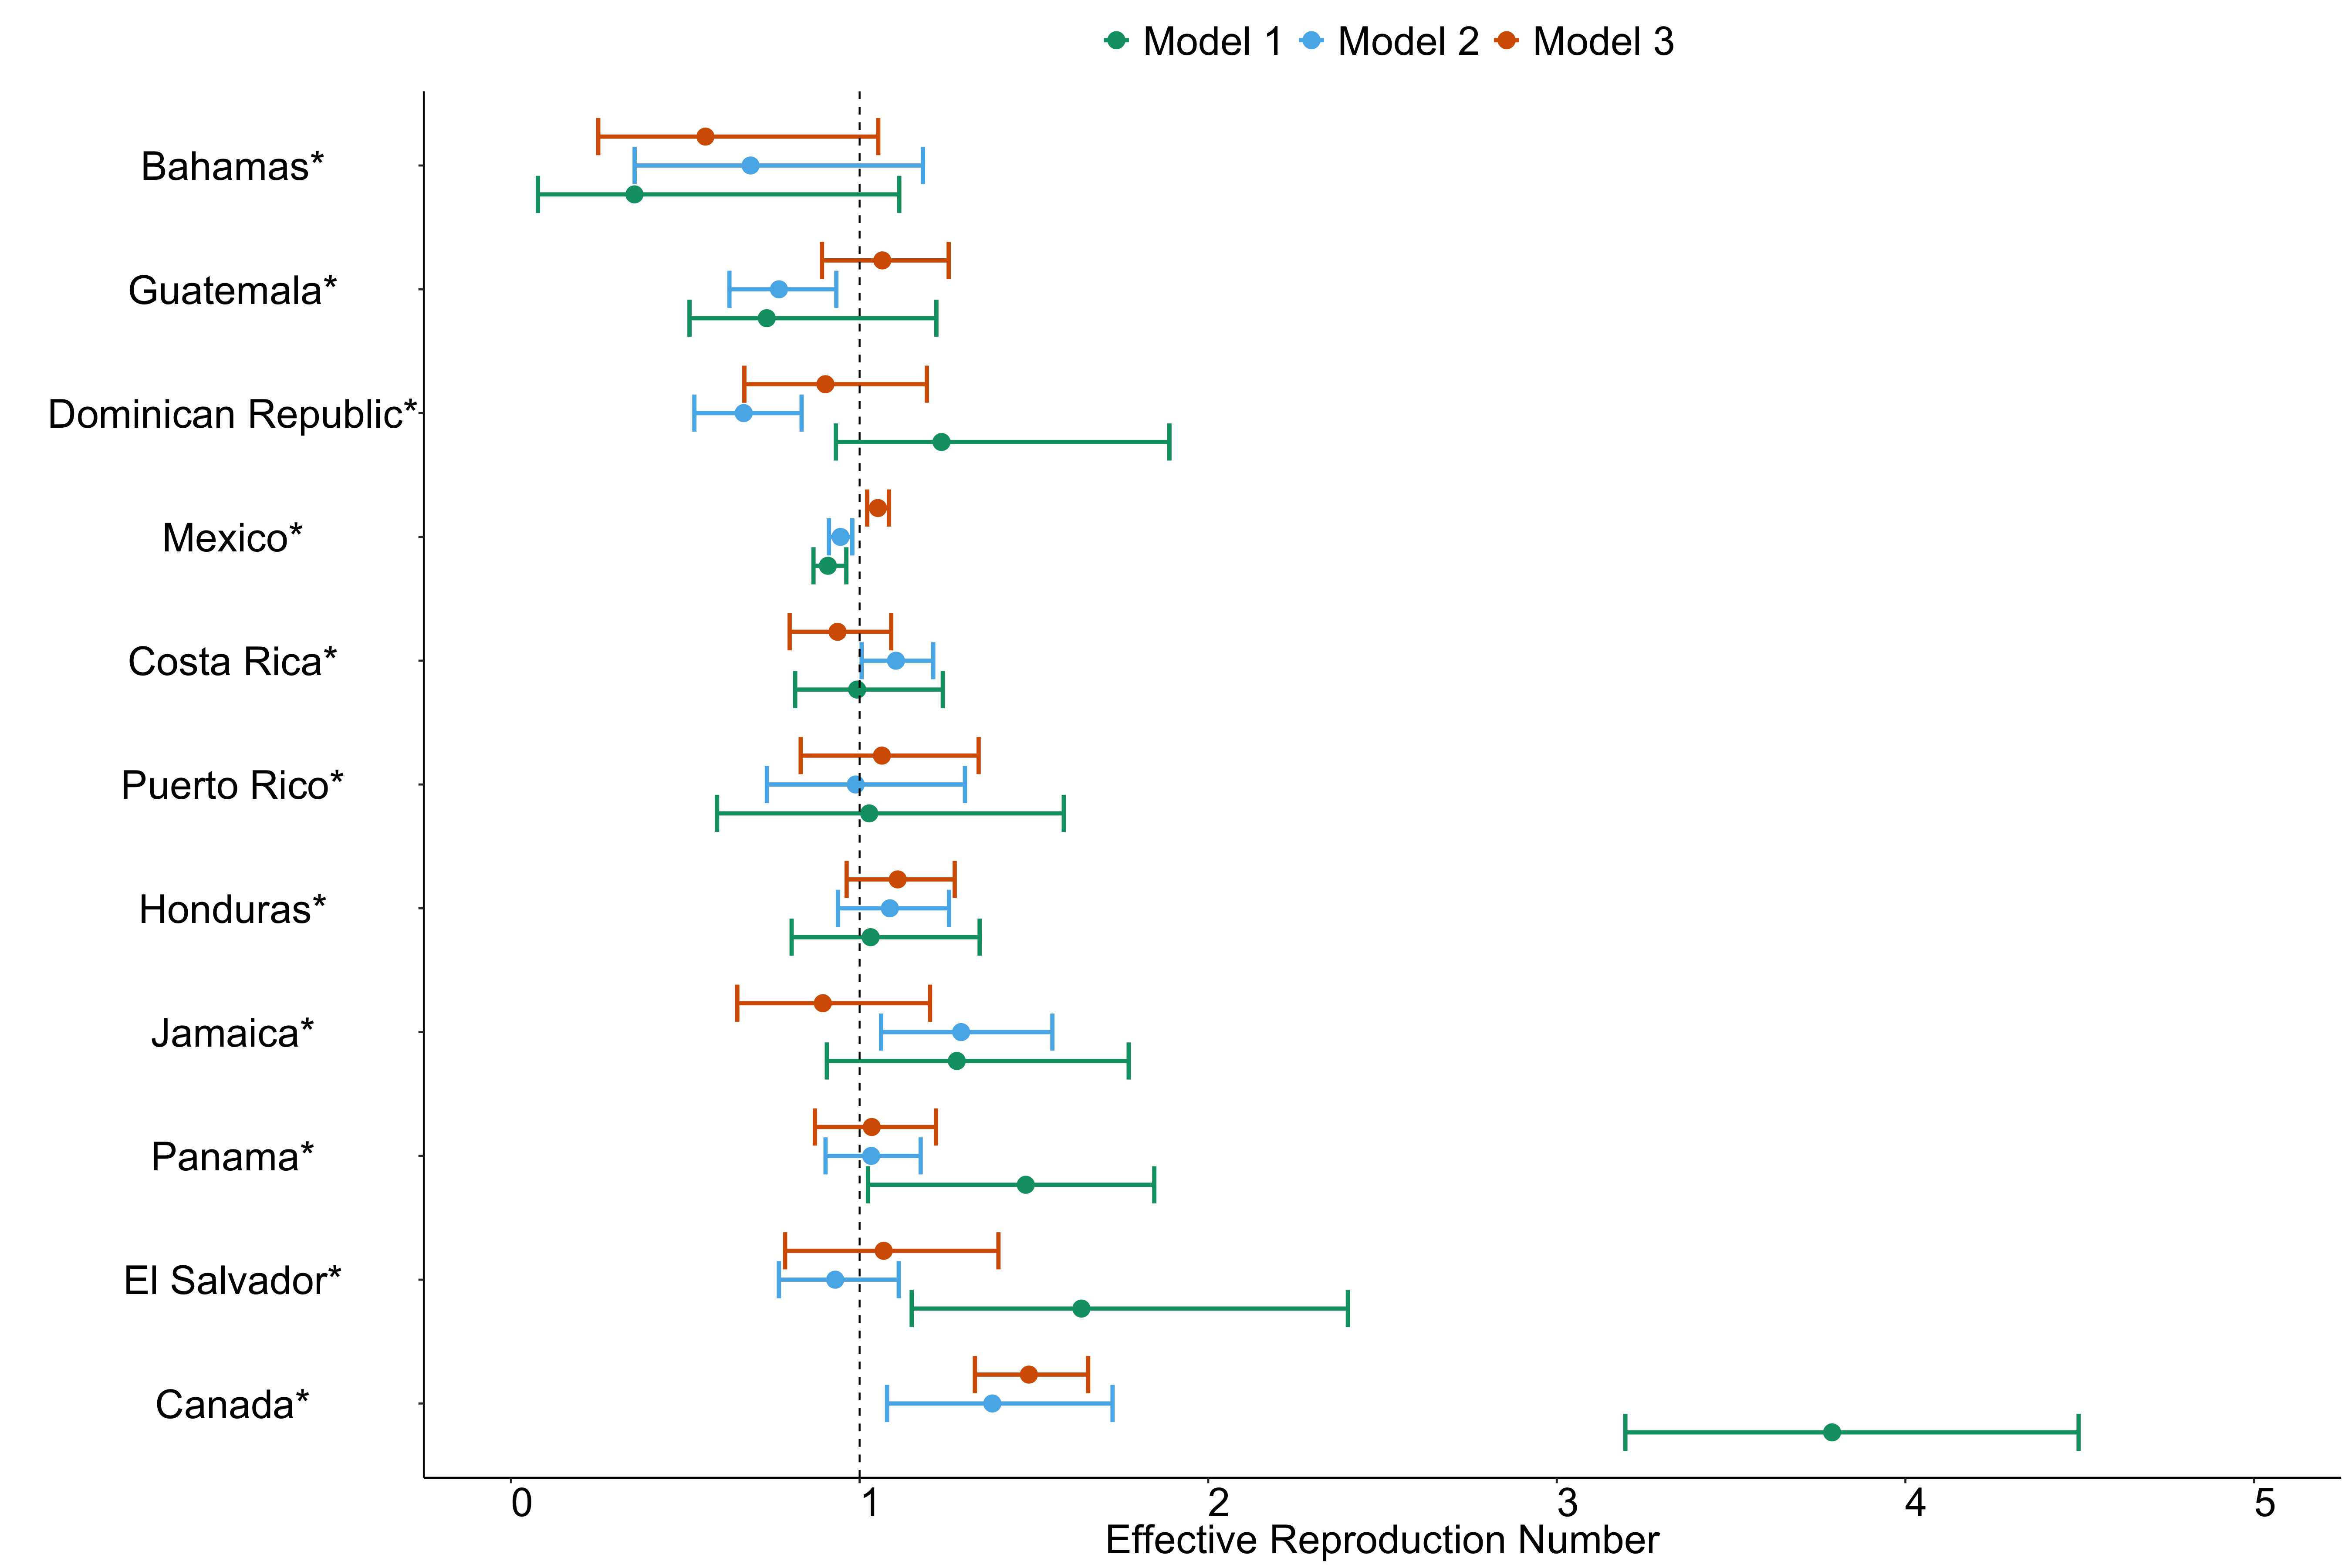 Model 1 Model 2 Model 3
Bahamas*
Guatemala*
Dominican Republic*
Mexico*
Costa Rica*
Puerto Rico*
Honduras*
Jamaica*
Panama*
El Salvador*
Canada*
0 1 2 3 4 5
Effective Reproduction Number